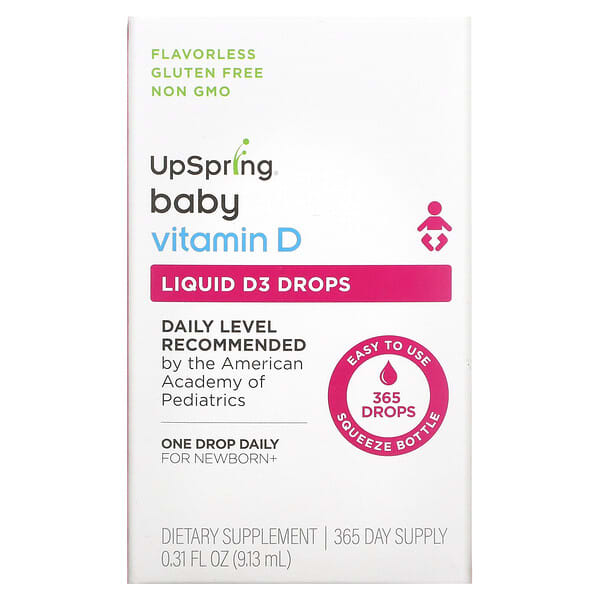 FLAVORLESS
GLUTEN FREE
NON GMO
UpSpring®
baby
vitamin D
LIQUID D3 DROPS
DAILY LEVEL
RECOMMENDED
by the American
Academy of
Pediatrics
ONE DROP DAILY
FOR NEWBORN+
EASY TO USE
365
DROPS
SQUEEZE BOTTLE
DIETARY SUPPLEMENT | 365 DAY SUPPLY
0.31 FL OZ (9.13 mL)